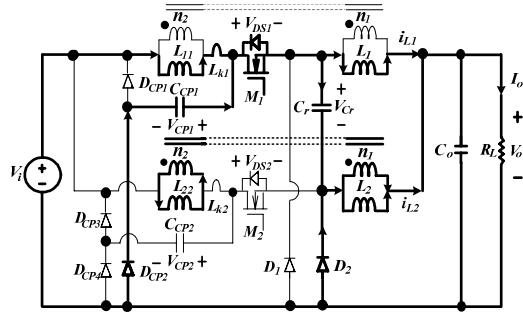 n2 + VDS1 − n1
L11 Lk1 M1 L1 iL1
DCP1 CCP1
− VCP1 +
Cr + VCr −
Io
Vi + −
n2 + VDS2 − n1
L22 Lk2 M2 L2 iL2
Co RL + Vo −
DCP3 CCP2
− VCP2 +
DCP4 DCP2 D1 D2